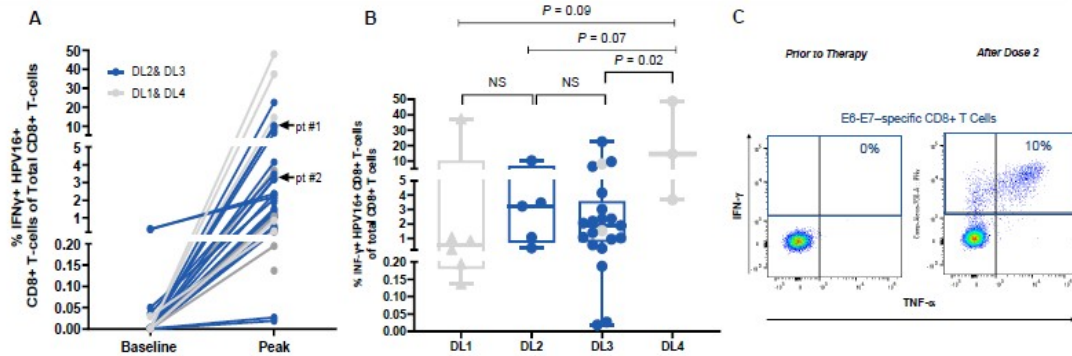 A
% IFNγ+ HPV16+
CD8+ T-cells of Total CD8+ T-cells
50
40
30
20
10
5
4
3
2
1
0.20
0.15
0.10
0.05
0.00
DL2& DL3
DL1& DL4
pt #1
pt #2
Baseline
Peak
B
% INF-γ+ HPV16+ CD8+ T-cells
of total CD8+ T cells
50
40
30
20
10
5
4
3
2
1
0.20
0.15
0.10
0.05
0.00
P = 0.09
P = 0.07
P = 0.02
NS
NS
DL1
DL2
DL3
DL4
C
Prior to Therapy
After Dose 2
E6-E7–specific CD8+ T Cells
0%
10%
IFN-γ
TNF-α